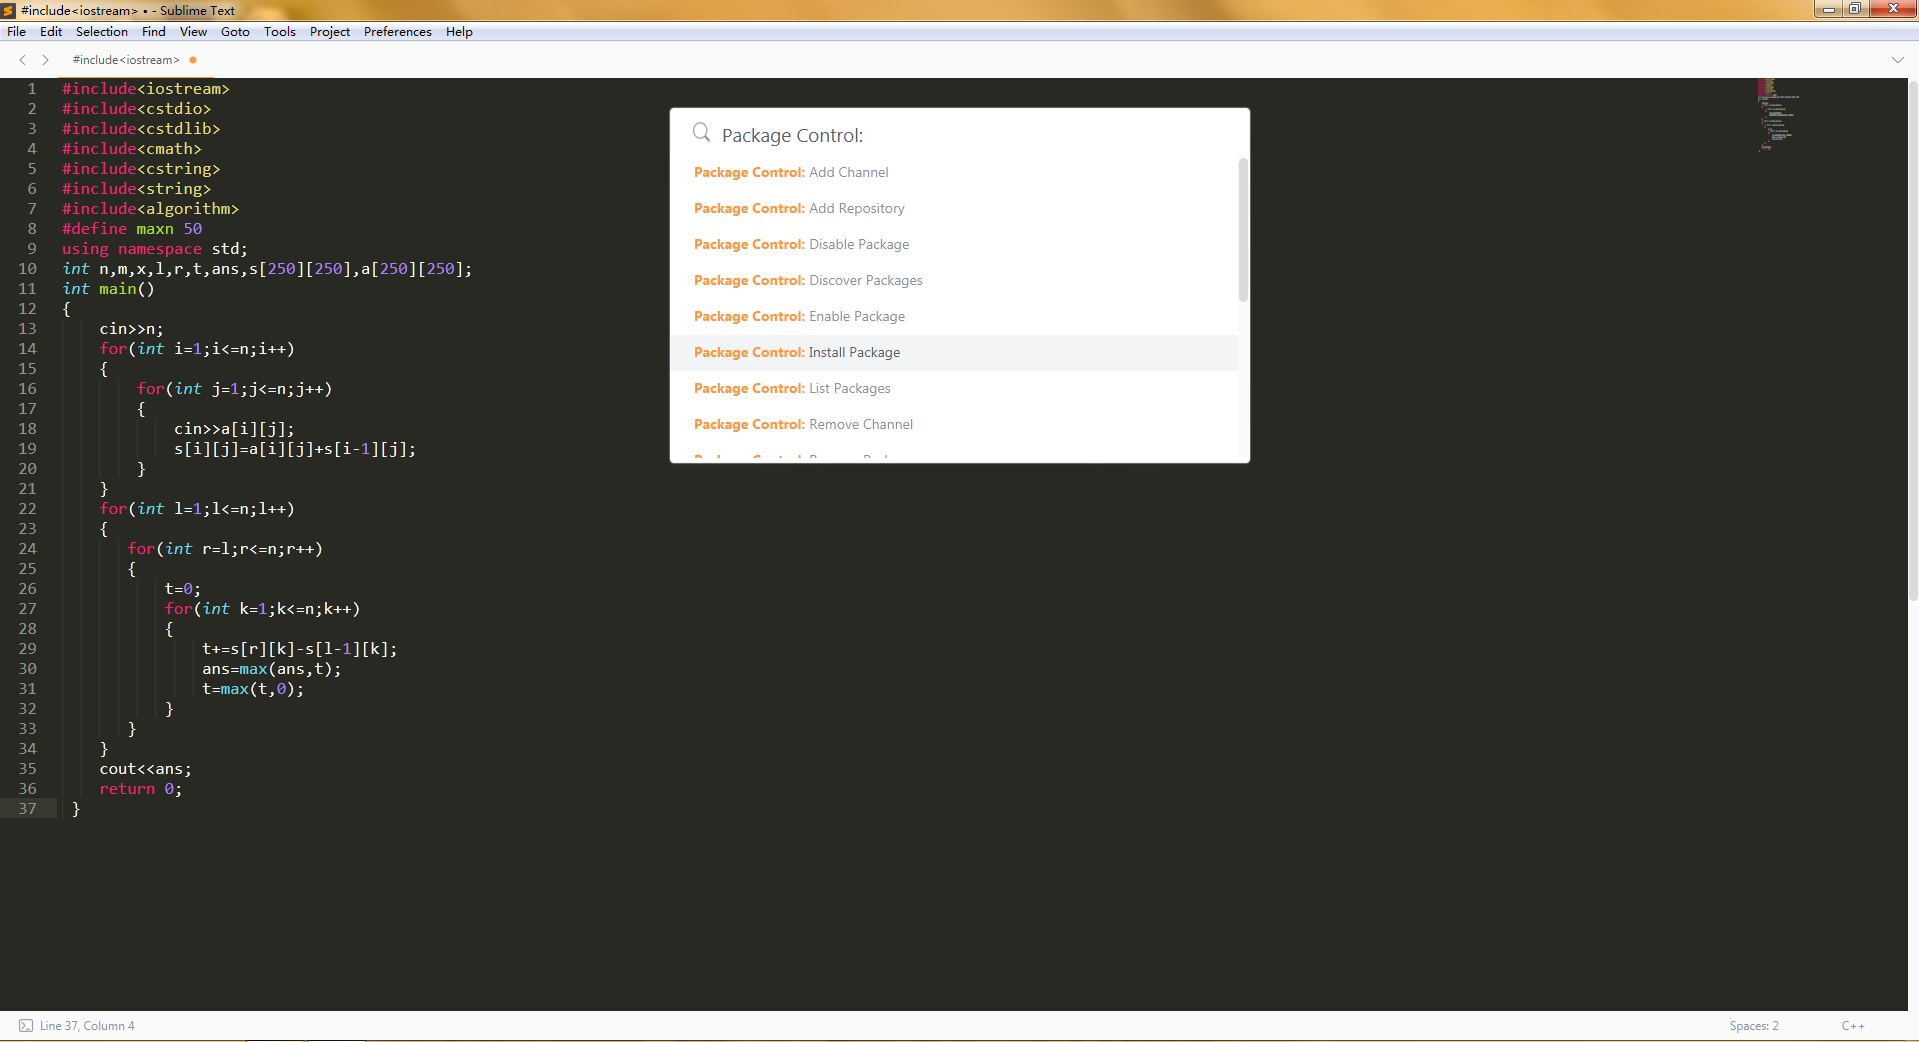 #include<iostream> • - Sublime Text
File Edit Selection Find View Goto Tools Project Preferences Help
#include<iostream>
1 #include<iostream>
2 #include<cstdio>
3 #include<cstdlib>
4 #include<cmath>
5 #include<cstring>
6 #include<string>
7 #include<algorithm>
8 #define maxn 50
9 using namespace std;
10 int n,m,x,l,r,t,ans,s[250][250],a[250][250];
11 int main()
12 {
13 cin>>n;
14 for(int i=1;i<=n;i++)
15 {
16 for(int j=1;j<=n;j++)
17 {
18 cin>>a[i][j];
19 s[i][j]=a[i][j]+s[i-1][j];
20 }
21 }
22 for(int l=1;l<=n;l++)
23 {
24 for(int r=l;r<=n;r++)
25 {
26 t=0;
27 for(int k=1;k<=n;k++)
28 {
29 t+=s[r][k]-s[l-1][k];
30 ans=max(ans,t);
31 t=max(t,0);
32 }
33 }
34 }
35 cout<<ans;
36 return 0;
37 }
Package Control:
Package Control: Add Channel
Package Control: Add Repository
Package Control: Disable Package
Package Control: Discover Packages
Package Control: Enable Package
Package Control: Install Package
Package Control: List Packages
Package Control: Remove Channel
Line 37, Column 4
Spaces: 2
C++